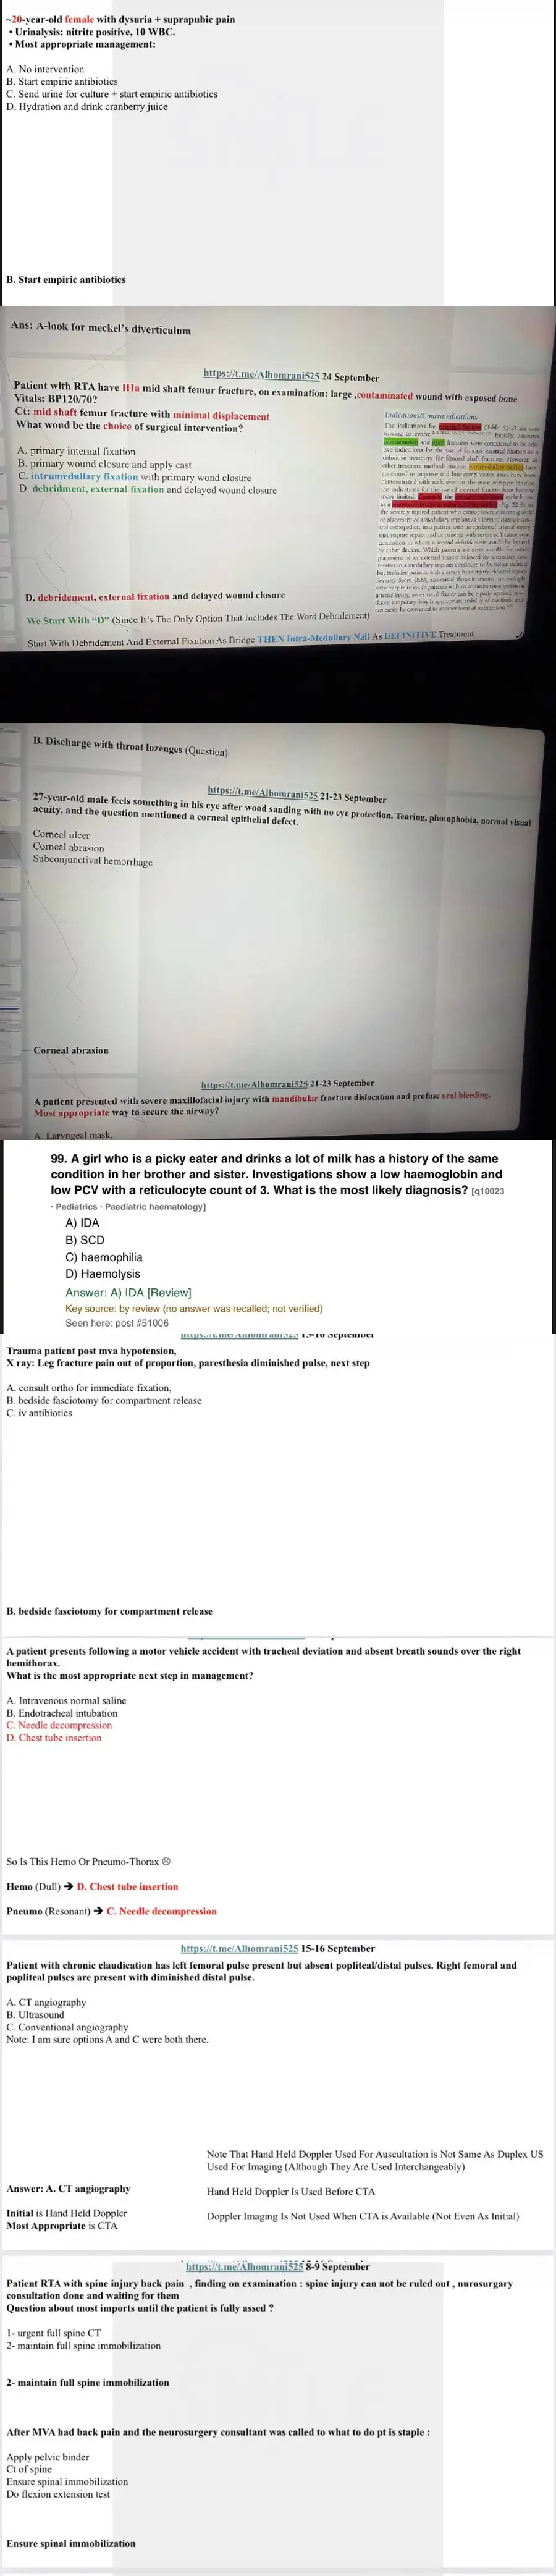 ~20-year-old female with dysuria + suprapubic pain
• Urinalysis: nitrite positive, 10 WBC.
• Most appropriate management:
A. No intervention
B. Start empiric antibiotics
C. Send urine for culture + start empiric antibiotics
D. Hydration and drink cranberry juice
B. Start empiric antibiotics
Ans: A-look for meckel's diverticulum
https://t.me/Alhomrani525 24 September
Patient with RTA have IIIa mid shaft femur fracture, on examination: large ,contaminated wound with exposed bone
Vitals: BP120/70?
Ct: mid shaft femur fracture with minimal displacement
What woud be the choice of surgical intervention?
A. primary internal fixation
B. primary wound closure and apply cast
C. intrumedullary fixation with primary wound closure
D. debridment, external fixation and delayed wound closure
Indications/Contraindications
D. debridement, external fixation and delayed wound closure
We Start With "D" (Since It's The Only Option That Includes The Word Debridement)
Start With Debridement And External Fixation As Bridge THEN Intra-Medullary Nail As DEFINITIVE Treatment
B. Discharge with throat lozenges (Question)
https://t.me/Alhomrani525 21-23 September
27-year-old male feels something in his eye after wood sanding with no eye protection. Tearing, photophobia, normal visual
acuity, and the question mentioned a corneal epithelial defect.
Corneal ulcer
Corneal abrasion
Subconjunctival hemorrhage
Corneal abrasion
https://t.me/Alhomrani525 21-23 September
A patient presented with severe maxillofacial injury with mandibular fracture dislocation and profuse oral bleeding.
Most appropriate way to secure the airway?
A. Laryngeal mask,
99. A girl who is a picky eater and drinks a lot of milk has a history of the same
condition in her brother and sister. Investigations show a low haemoglobin and
low PCV with a reticulocyte count of 3. What is the most likely diagnosis? [q10023
· Pediatrics · Paediatric haematology]
A) IDA
B) SCD
C) haemophilia
D) Haemolysis
Answer: A) IDA [Review]
Key source: by review (no answer was recalled; not verified)
Seen here: post #51006
https://t.me/Alhomrani525 15-16 September
Trauma patient post mva hypotension,
X ray: Leg fracture pain out of proportion, paresthesia diminished pulse, next step
A. consult ortho for immediate fixation,
B. bedside fasciotomy for compartment release
C. iv antibiotics
B. bedside fasciotomy for compartment release
A patient presents following a motor vehicle accident with tracheal deviation and absent breath sounds over the right
hemithorax.
What is the most appropriate next step in management?
A. Intravenous normal saline
B. Endotracheal intubation
C. Needle decompression
D. Chest tube insertion
So Is This Hemo Or Pneumo-Thorax ☹
Hemo (Dull) ➔ D. Chest tube insertion
Pneumo (Resonant) ➔ C. Needle decompression
https://t.me/Alhomrani525 15-16 September
Patient with chronic claudication has left femoral pulse present but absent popliteal/distal pulses. Right femoral and
popliteal pulses are present with diminished distal pulse.
A. CT angiography
B. Ultrasound
C. Conventional angiography
Note: I am sure options A and C were both there.
Note That Hand Held Doppler Used For Auscultation is Not Same As Duplex US
Used For Imaging (Although They Are Used Interchangeably)
Answer: A. CT angiography
Hand Held Doppler Is Used Before CTA
Initial is Hand Held Doppler
Most Appropriate is CTA
Doppler Imaging Is Not Used When CTA is Available (Not Even As Initial)
https://t.me/Alhomrani525 8-9 September
Patient RTA with spine injury back pain , finding on examination : spine injury can not be ruled out , nurosurgary
consultation done and waiting for them
Question about most imports until the patient is fully assed ?
1- urgent full spine CT
2- maintain full spine immobilization
2- maintain full spine immobilization
After MVA had back pain and the neurosurgery consultant was called to what to do pt is staple :
Apply pelvic binder
Ct of spine
Ensure spinal immobilization
Do flexion extension test
Ensure spinal immobilization